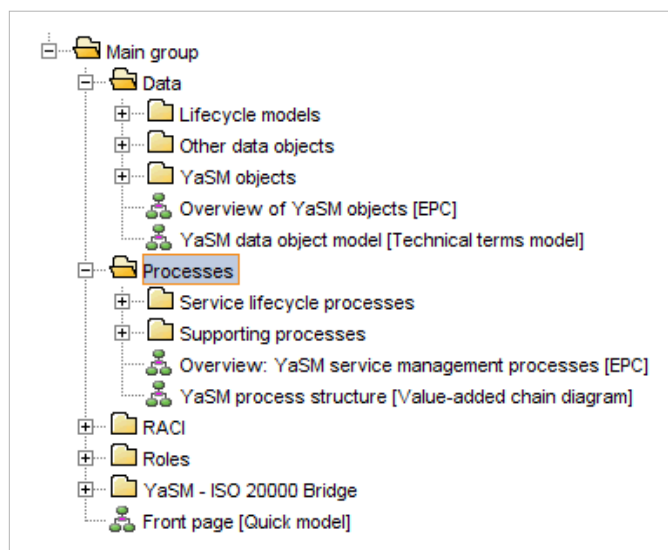 Main group
Data
Lifecycle models
Other data objects
YaSM objects
Overview of YaSM objects [EPC]
YaSM data object model [Technical terms model]
Processes
Service lifecycle processes
Supporting processes
Overview: YaSM service management processes [EPC]
YaSM process structure [Value-added chain diagram]
RACI
Roles
YaSM - ISO 20000 Bridge
Front page [Quick model]